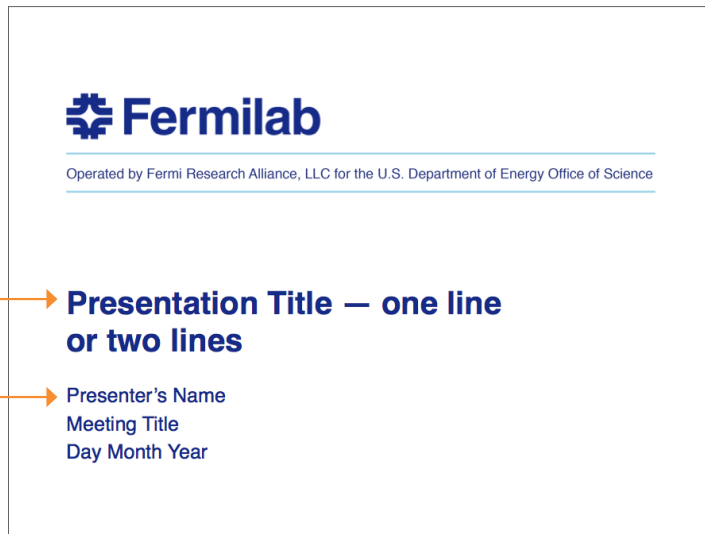 Fermilab
Operated by Fermi Research Alliance, LLC for the U.S. Department of Energy Office of Science
Presentation Title — one line
or two lines
Presenter’s Name
Meeting Title
Day Month Year